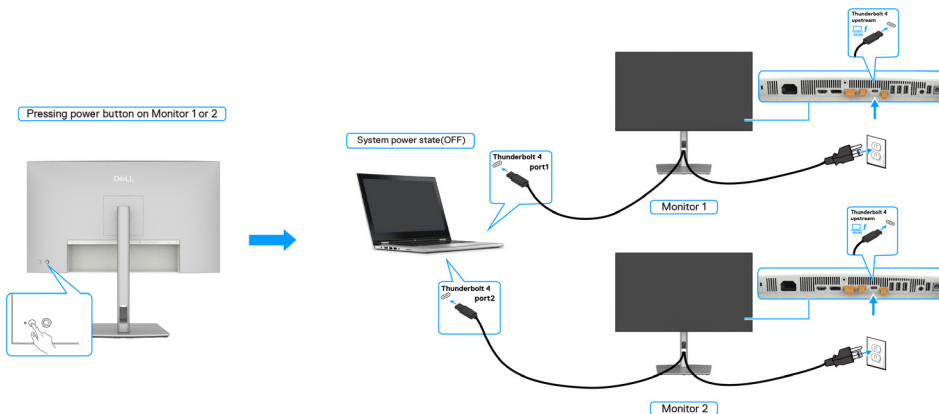 Pressing power button on Monitor 1 or 2
DELL
System power state(OFF)
Thunderbolt 4
port1
Thunderbolt 4
upstream
Monitor 1
Thunderbolt 4
port2
Thunderbolt 4
upstream
Monitor 2